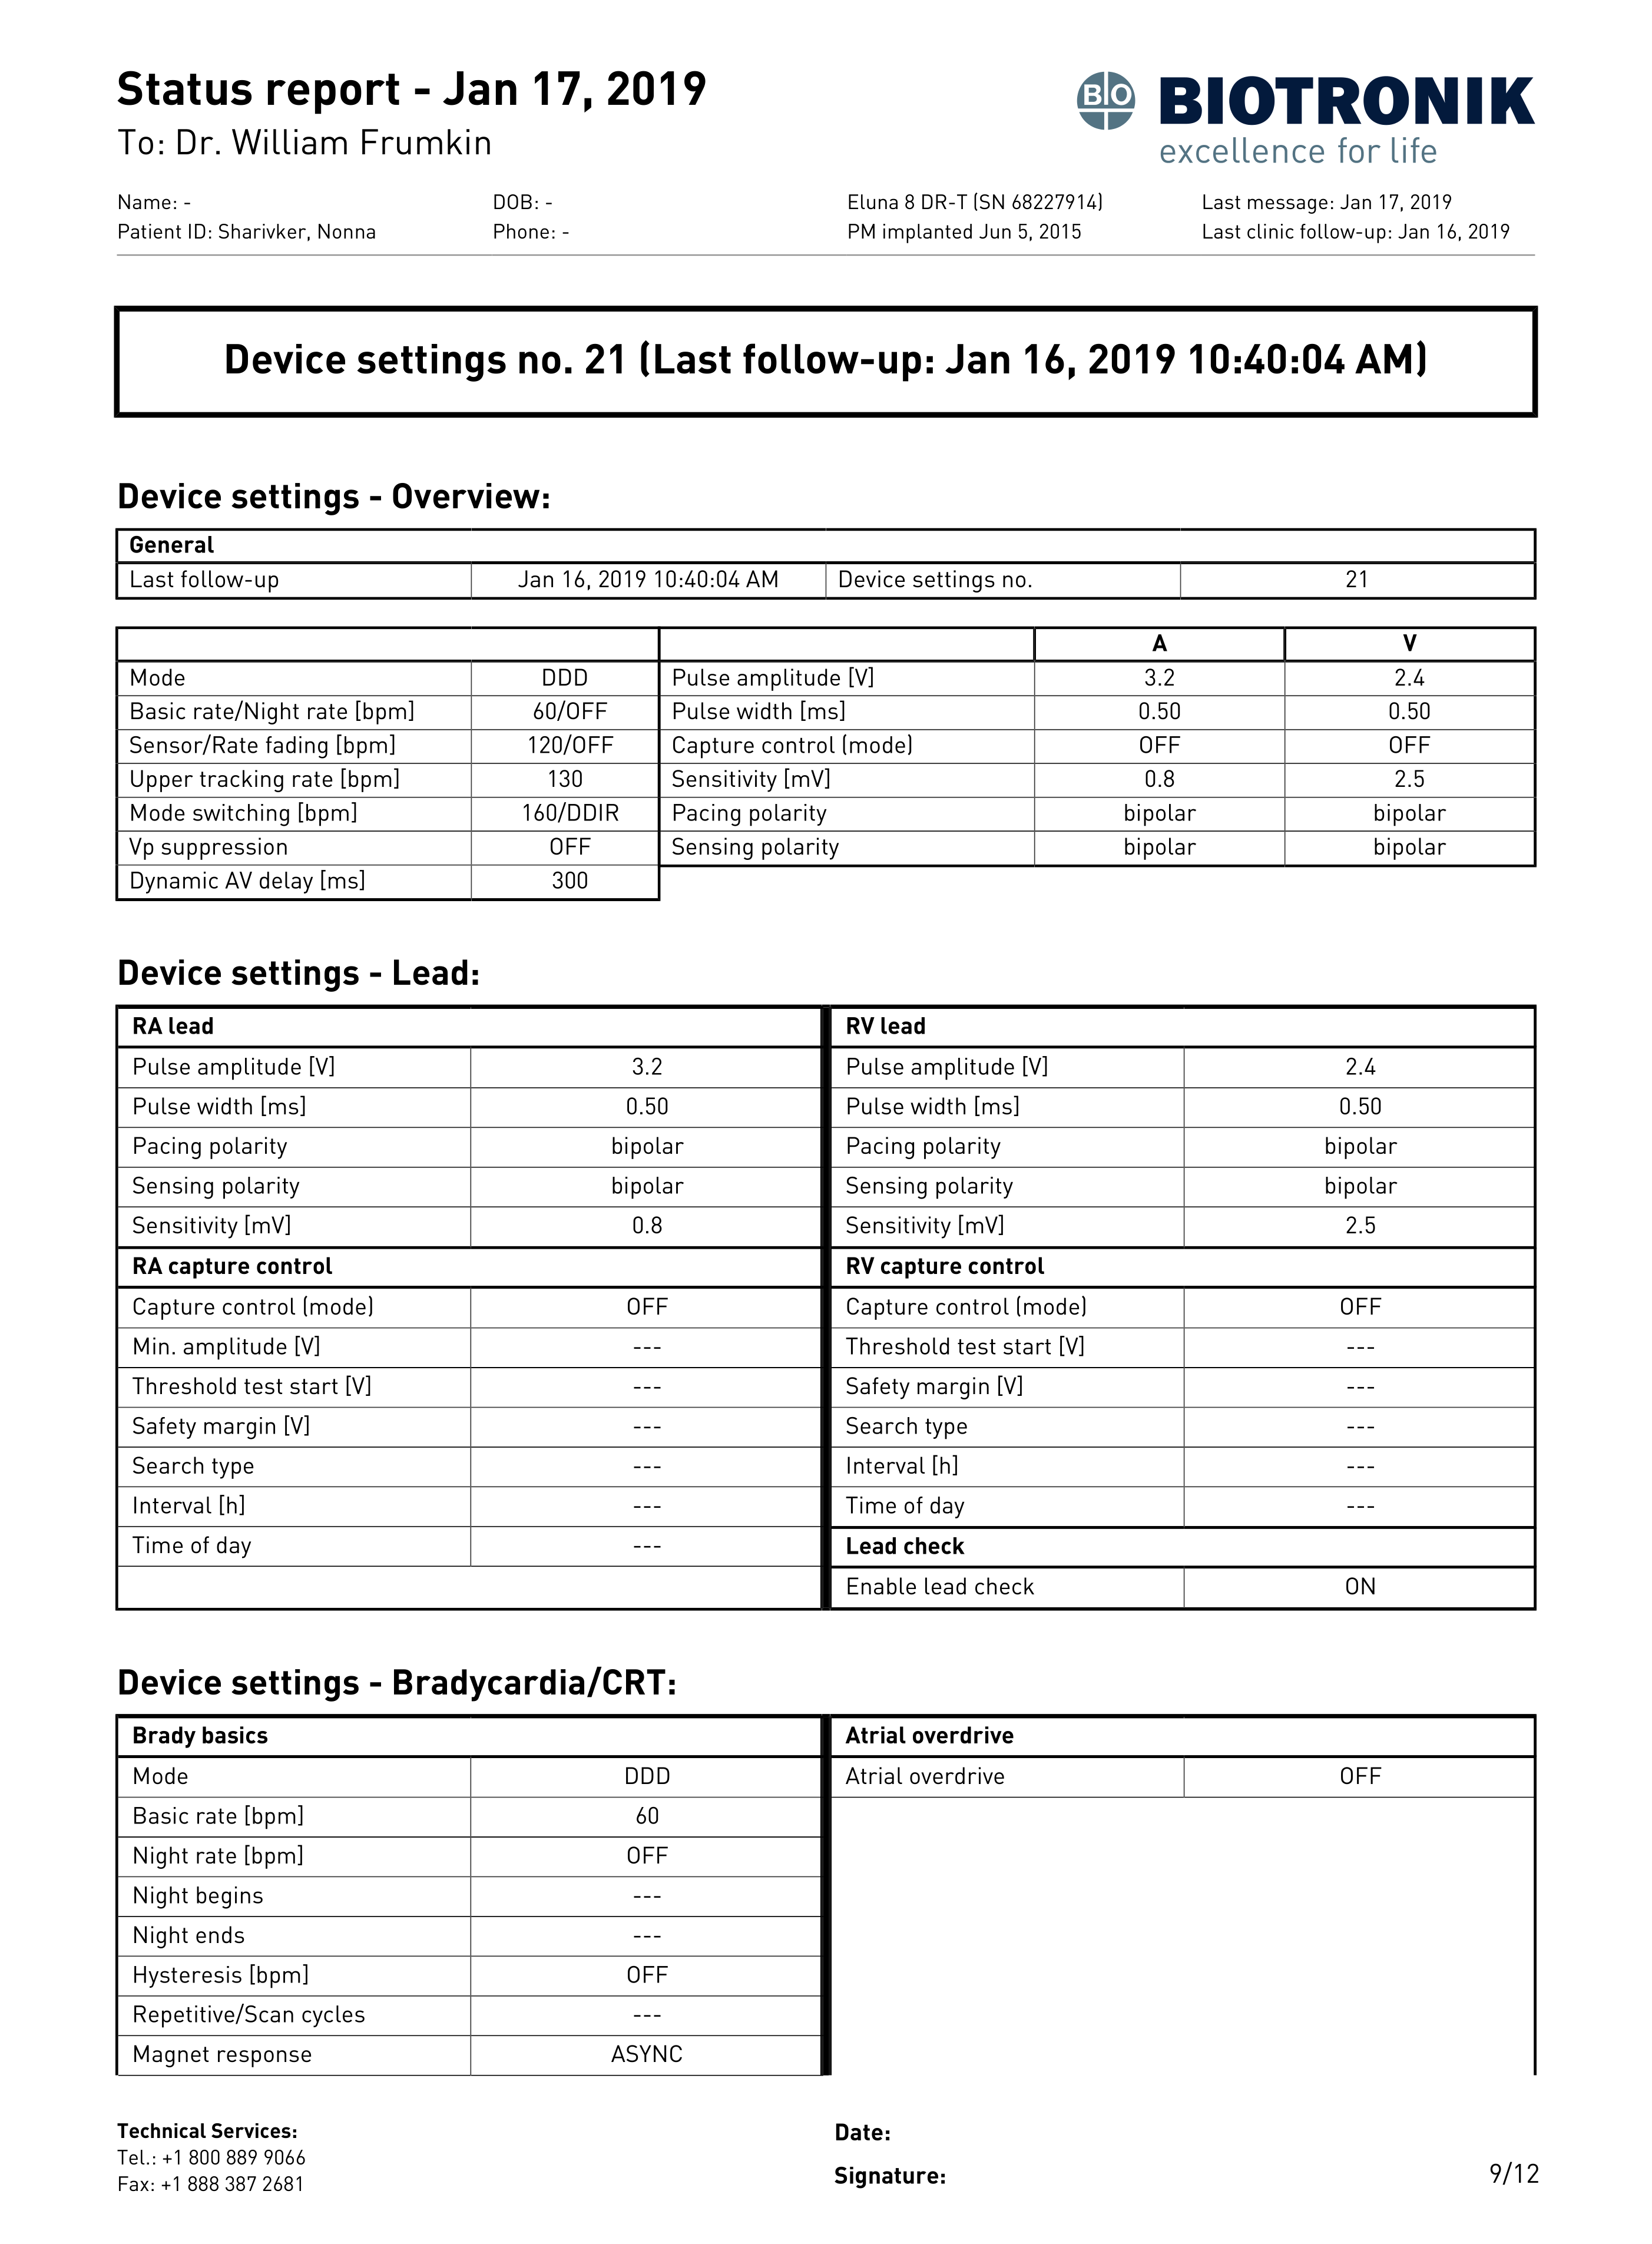 Status report - Jan 17, 2019
To: Dr. William Frumkin
BIO
BIOTRONIK
excellence for life
Name: - DOB: - Eluna 8 DR-T (SN 68227914) Last message: Jan 17, 2019
Patient ID: Sharivker, Nonna Phone: - PM implanted Jun 5, 2015 Last clinic follow-up: Jan 16, 2019
Device settings no. 21 (Last follow-up: Jan 16, 2019 10:40:04 AM)
Device settings - Overview:
General
Last follow-up Jan 16, 2019 10:40:04 AM Device settings no. 21
A V
Mode DDD Pulse amplitude [V] 3.2 2.4
Basic rate/Night rate [bpm] 60/OFF Pulse width [ms] 0.50 0.50
Sensor/Rate fading [bpm] 120/OFF Capture control (mode) OFF OFF
Upper tracking rate [bpm] 130 Sensitivity [mV] 0.8 2.5
Mode switching [bpm] 160/DDIR Pacing polarity bipolar bipolar
Vp suppression OFF Sensing polarity bipolar bipolar
Dynamic AV delay [ms] 300
Device settings - Lead:
RA lead RV lead
Pulse amplitude [V] 3.2 Pulse amplitude [V] 2.4
Pulse width [ms] 0.50 Pulse width [ms] 0.50
Pacing polarity bipolar Pacing polarity bipolar
Sensing polarity bipolar Sensing polarity bipolar
Sensitivity [mV] 0.8 Sensitivity [mV] 2.5
RA capture control RV capture control
Capture control (mode) OFF Capture control (mode) OFF
Min. amplitude [V] --- Threshold test start [V] ---
Threshold test start [V] --- Safety margin [V] ---
Safety margin [V] --- Search type ---
Search type --- Interval [h] ---
Interval [h] --- Time of day ---
Time of day --- Lead check
Enable lead check ON
Device settings - Bradycardia/CRT:
Brady basics Atrial overdrive
Mode DDD Atrial overdrive OFF
Basic rate [bpm] 60
Night rate [bpm] OFF
Night begins ---
Night ends ---
Hysteresis [bpm] OFF
Repetitive/Scan cycles ---
Magnet response ASYNC
Technical Services: Date:
Tel.: +1 800 889 9066
Fax: +1 888 387 2681 Signature: 9/12